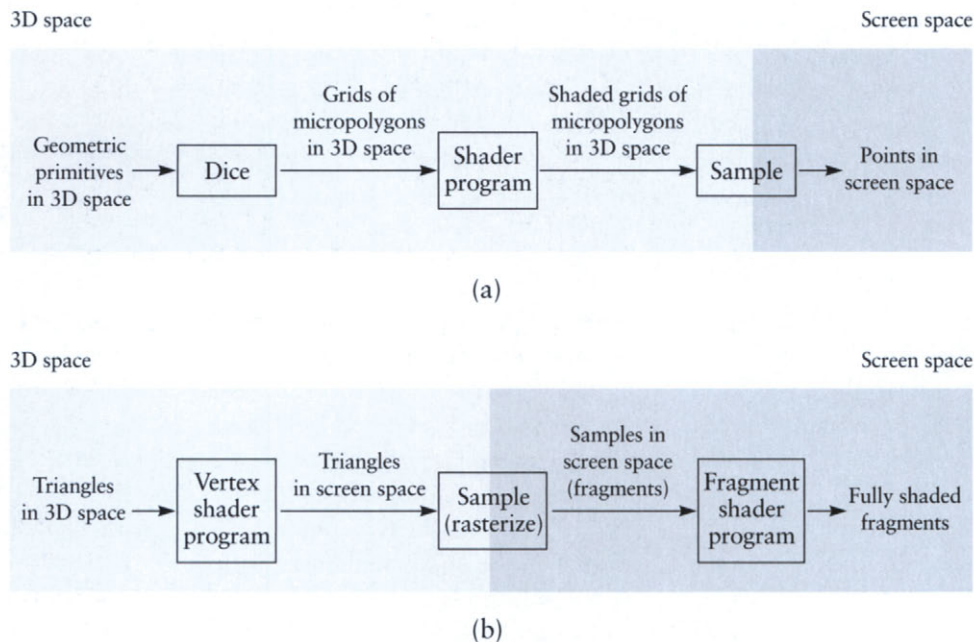 3D space
Screen space
Geometric
primitives
in 3D space
Dice
Grids of
micropolygons
in 3D space
Shader
program
Shaded grids of
micropolygons
in 3D space
Sample
Points in
screen space
(a)
3D space
Screen space
Triangles
in 3D space
Vertex
shader
program
Triangles
in screen space
Sample
(rasterize)
Samples in
screen space
(fragments)
Fragment
shader
program
Fully shaded
fragments
(b)